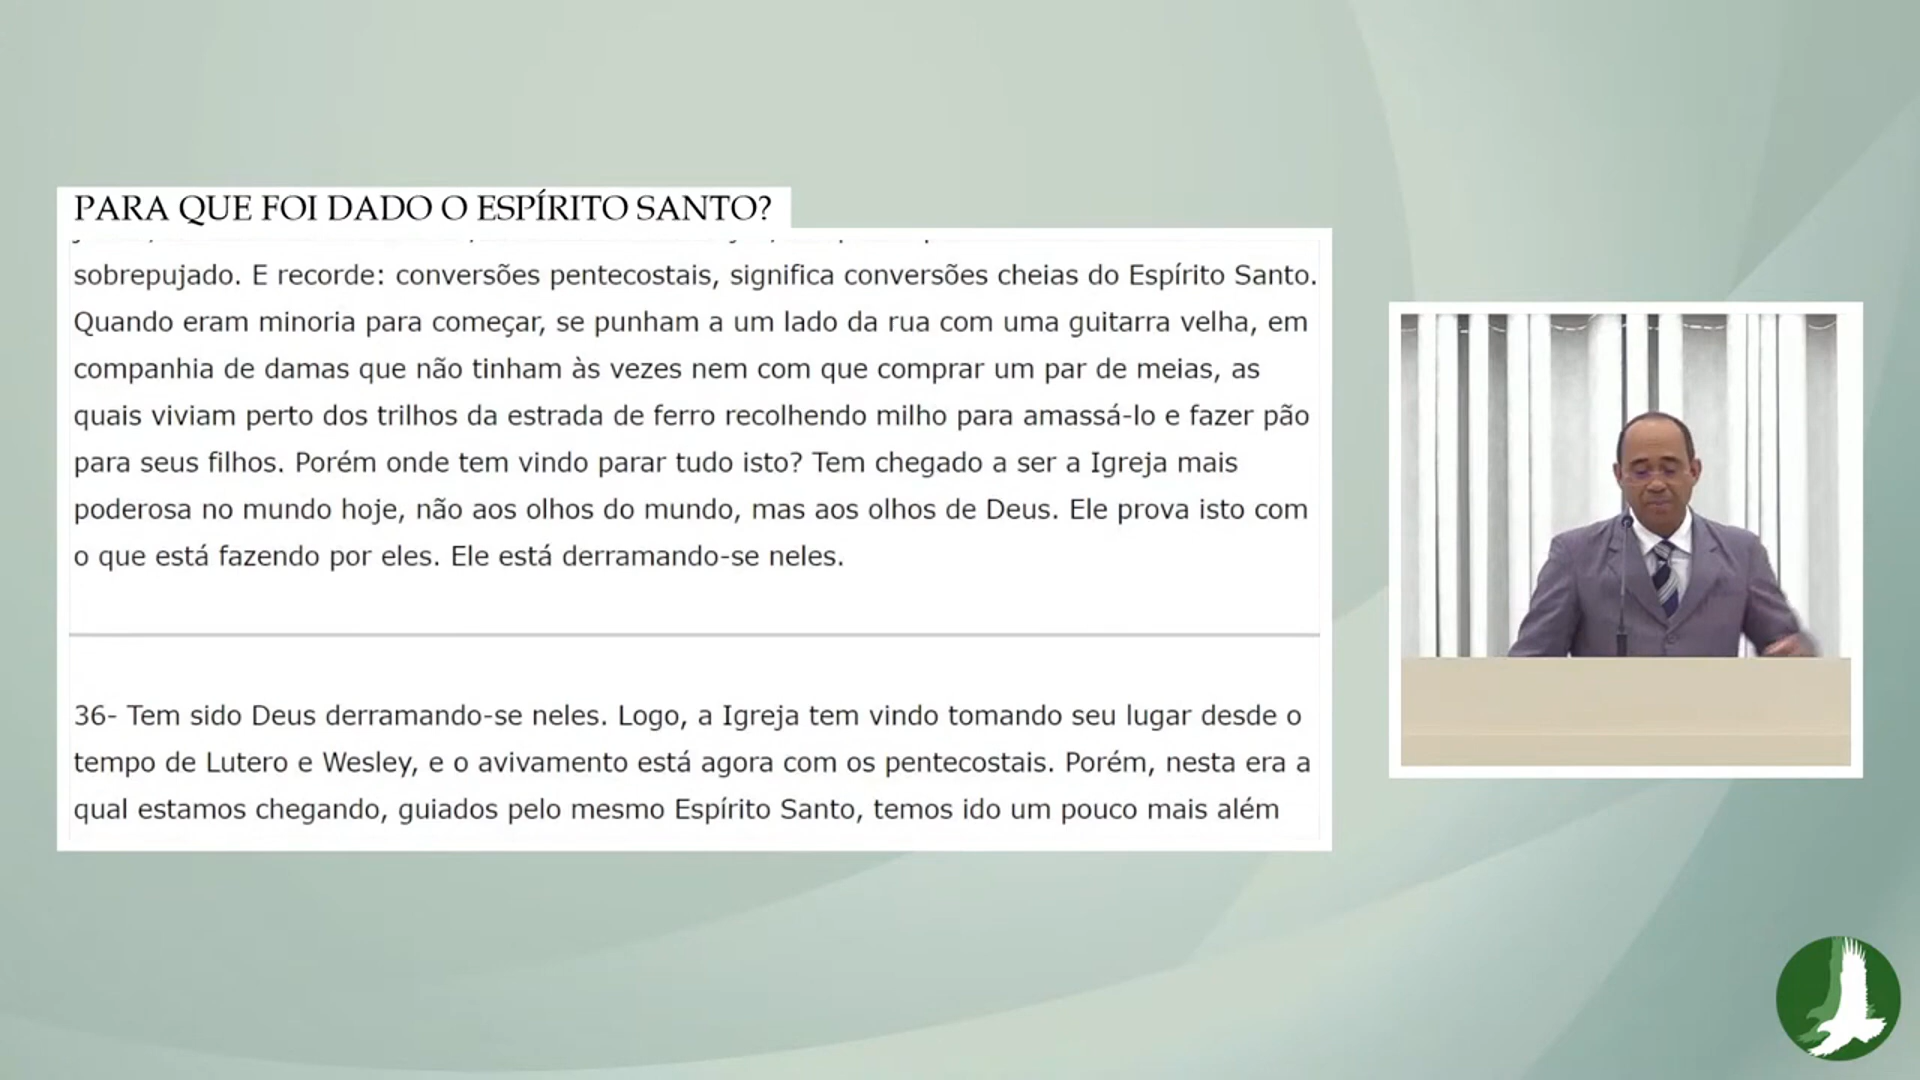 PARA QUE FOI DADO O ESPÍRITO SANTO?
sobrepujado. E recorde: conversões pentecostais, significa conversões cheias do Espírito Santo.
Quando eram minoria para começar, se punham a um lado da rua com uma guitarra velha, em
companhia de damas que não tinham às vezes nem com que comprar um par de meias, as
quais viviam perto dos trilhos da estrada de ferro recolhendo milho para amassá-lo e fazer pão
para seus filhos. Porém onde tem vindo parar tudo isto? Tem chegado a ser a Igreja mais
poderosa no mundo hoje, não aos olhos do mundo, mas aos olhos de Deus. Ele prova isto com
o que está fazendo por eles. Ele está derramando-se neles.
36- Tem sido Deus derramando-se neles. Logo, a Igreja tem vindo tomando seu lugar desde o
tempo de Lutero e Wesley, e o avivamento está agora com os pentecostais. Porém, nesta era a
qual estamos chegando, guiados pelo mesmo Espírito Santo, temos ido um pouco mais além